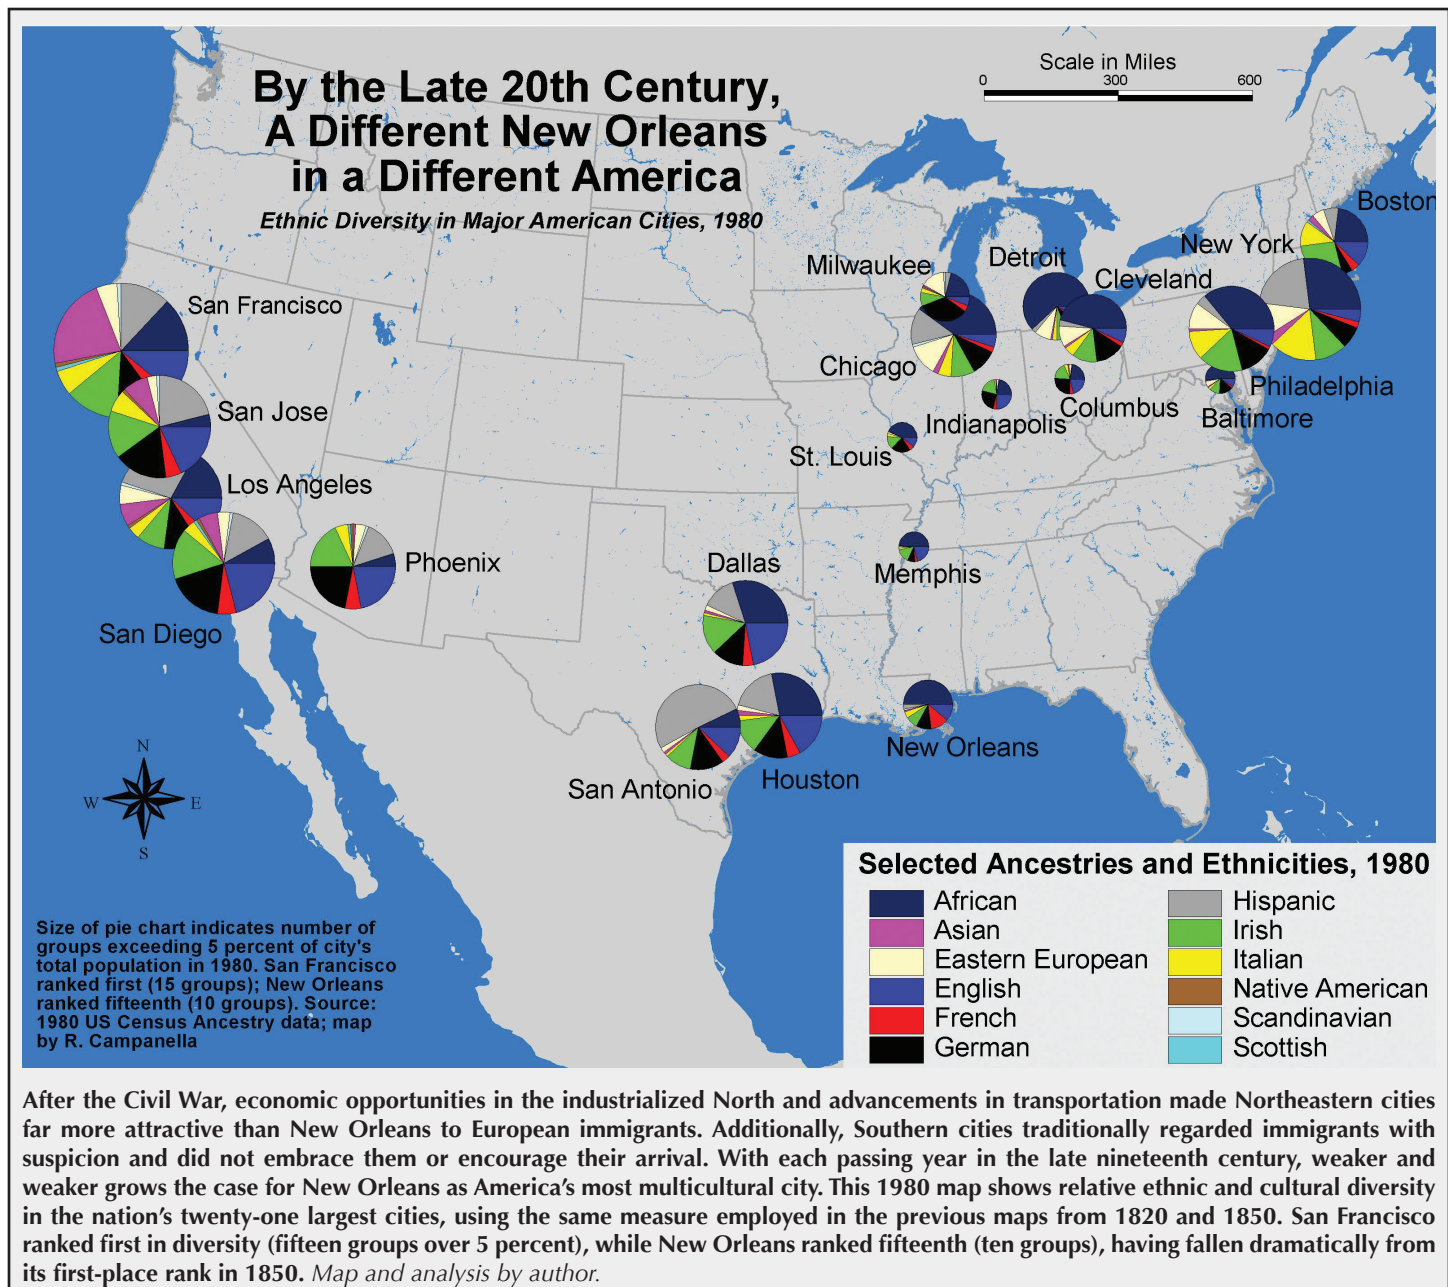 By the Late 20th Century,
A Different New Orleans
in a Different America
Ethnic Diversity in Major American Cities, 1980
Scale in Miles
0 300 600
Boston
New York
Milwaukee
Detroit
Cleveland
San Francisco
Chicago
Philadelphia
Columbus
Baltimore
Indianapolis
San Jose
St. Louis
Los Angeles
Phoenix
Dallas
Memphis
San Diego
New Orleans
San Antonio
Houston
N
W E
S
Size of pie chart indicates number of
groups exceeding 5 percent of city's
total population in 1980. San Francisco
ranked first (15 groups); New Orleans
ranked fifteenth (10 groups). Source:
1980 US Census Ancestry data; map
by R. Campanella
Selected Ancestries and Ethnicities, 1980
African
Asian
Eastern European
English
French
German
Hispanic
Irish
Italian
Native American
Scandinavian
Scottish
After the Civil War, economic opportunities in the industrialized North and advancements in transportation made Northeastern cities
far more attractive than New Orleans to European immigrants. Additionally, Southern cities traditionally regarded immigrants with
suspicion and did not embrace them or encourage their arrival. With each passing year in the late nineteenth century, weaker and
weaker grows the case for New Orleans as America’s most multicultural city. This 1980 map shows relative ethnic and cultural diversity
in the nation’s twenty-one largest cities, using the same measure employed in the previous maps from 1820 and 1850. San Francisco
ranked first in diversity (fifteen groups over 5 percent), while New Orleans ranked fifteenth (ten groups), having fallen dramatically from
its first-place rank in 1850. Map and analysis by author.